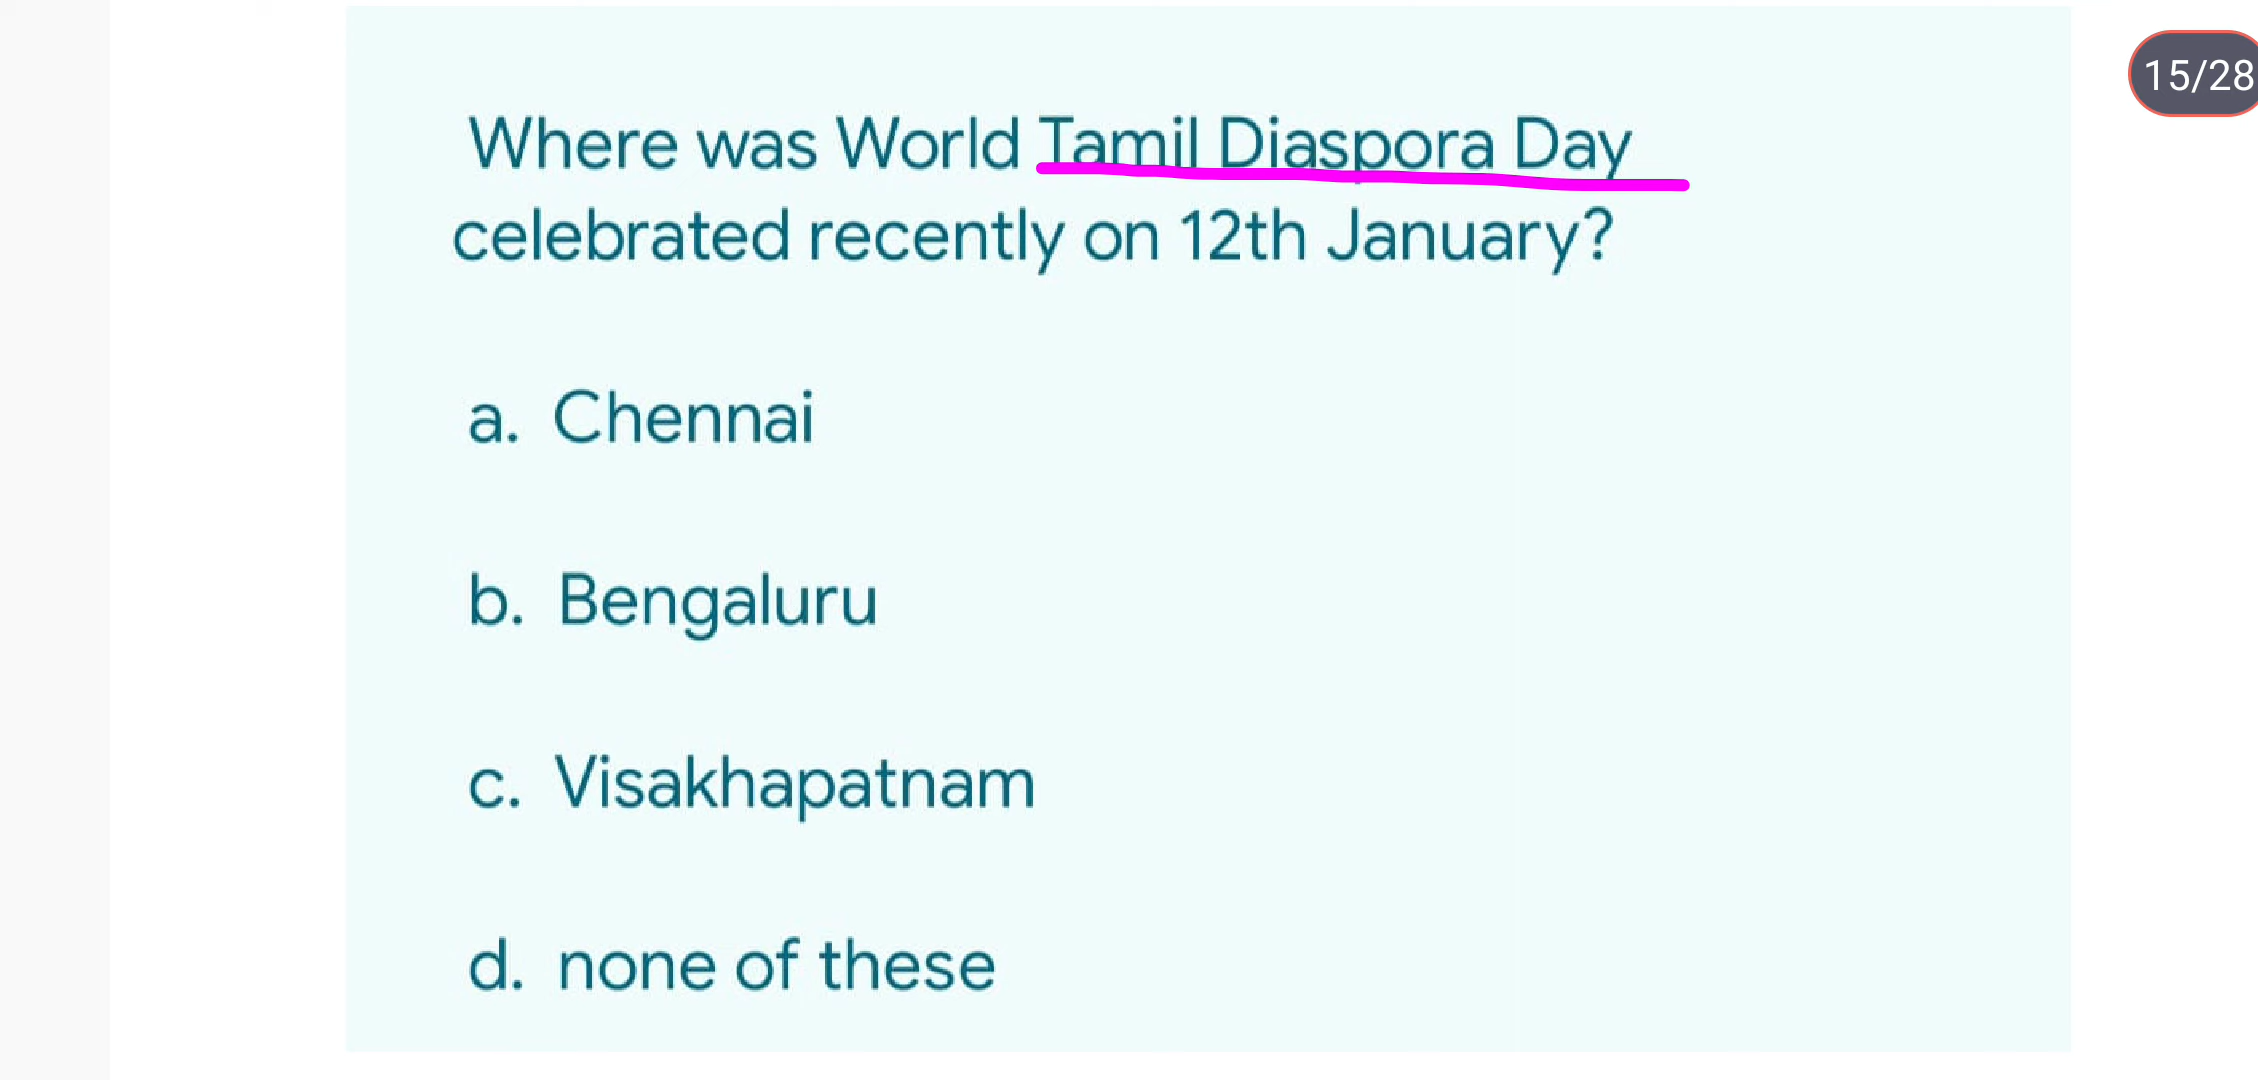 15/28
Where was World Tamil Diaspora Day
celebrated recently on 12th January?
a. Chennai
b. Bengaluru
c. Visakhapatnam
d. none of these